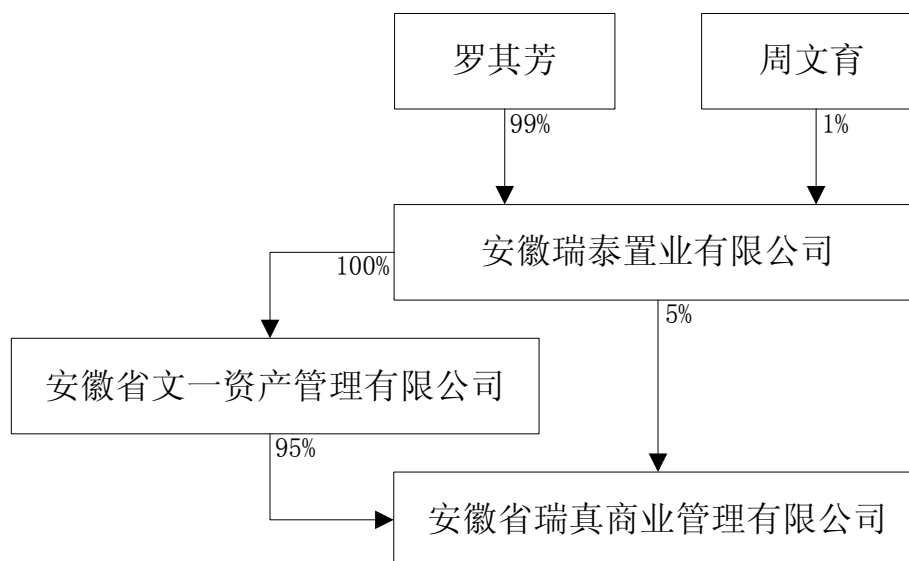 罗其芳
周文育
99%
1%
安徽瑞泰置业有限公司
100%
5%
安徽省文一资产管理有限公司
95%
安徽省瑞真商业管理有限公司